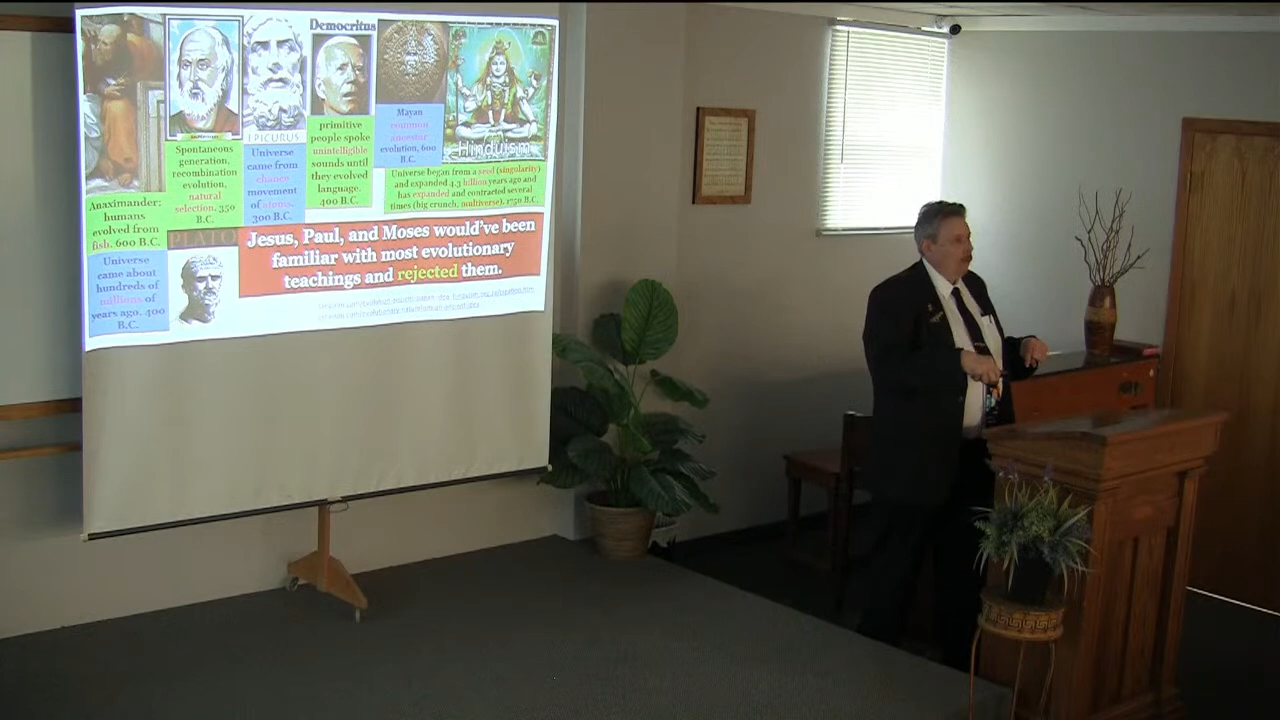 Democritus
EPICURUS
Mayan
common
ancestor
evolution, 600
B.C.
Hinduism
Spontaneous
generation,
recombination
evolution,
natural
selection, 350
B.C.
Universe
came from
chance
movement
of atoms.
300 B.C.
primitive
people spoke
unintelligible
sounds until
they evolved
language.
400 B.C.
Universe began from a seed (singularity)
and expanded 4.3 billion years ago and
has expanded and contracted several
times (big crunch, multiverse). 1750 B.C.
Anaximander:
humans
evolved from
fish. 600 B.C.
PLATO
Universe
came about
hundreds of
millions of
years ago. 400
B.C.
Jesus, Paul, and Moses would've been
familiar with most evolutionary
teachings and rejected them.